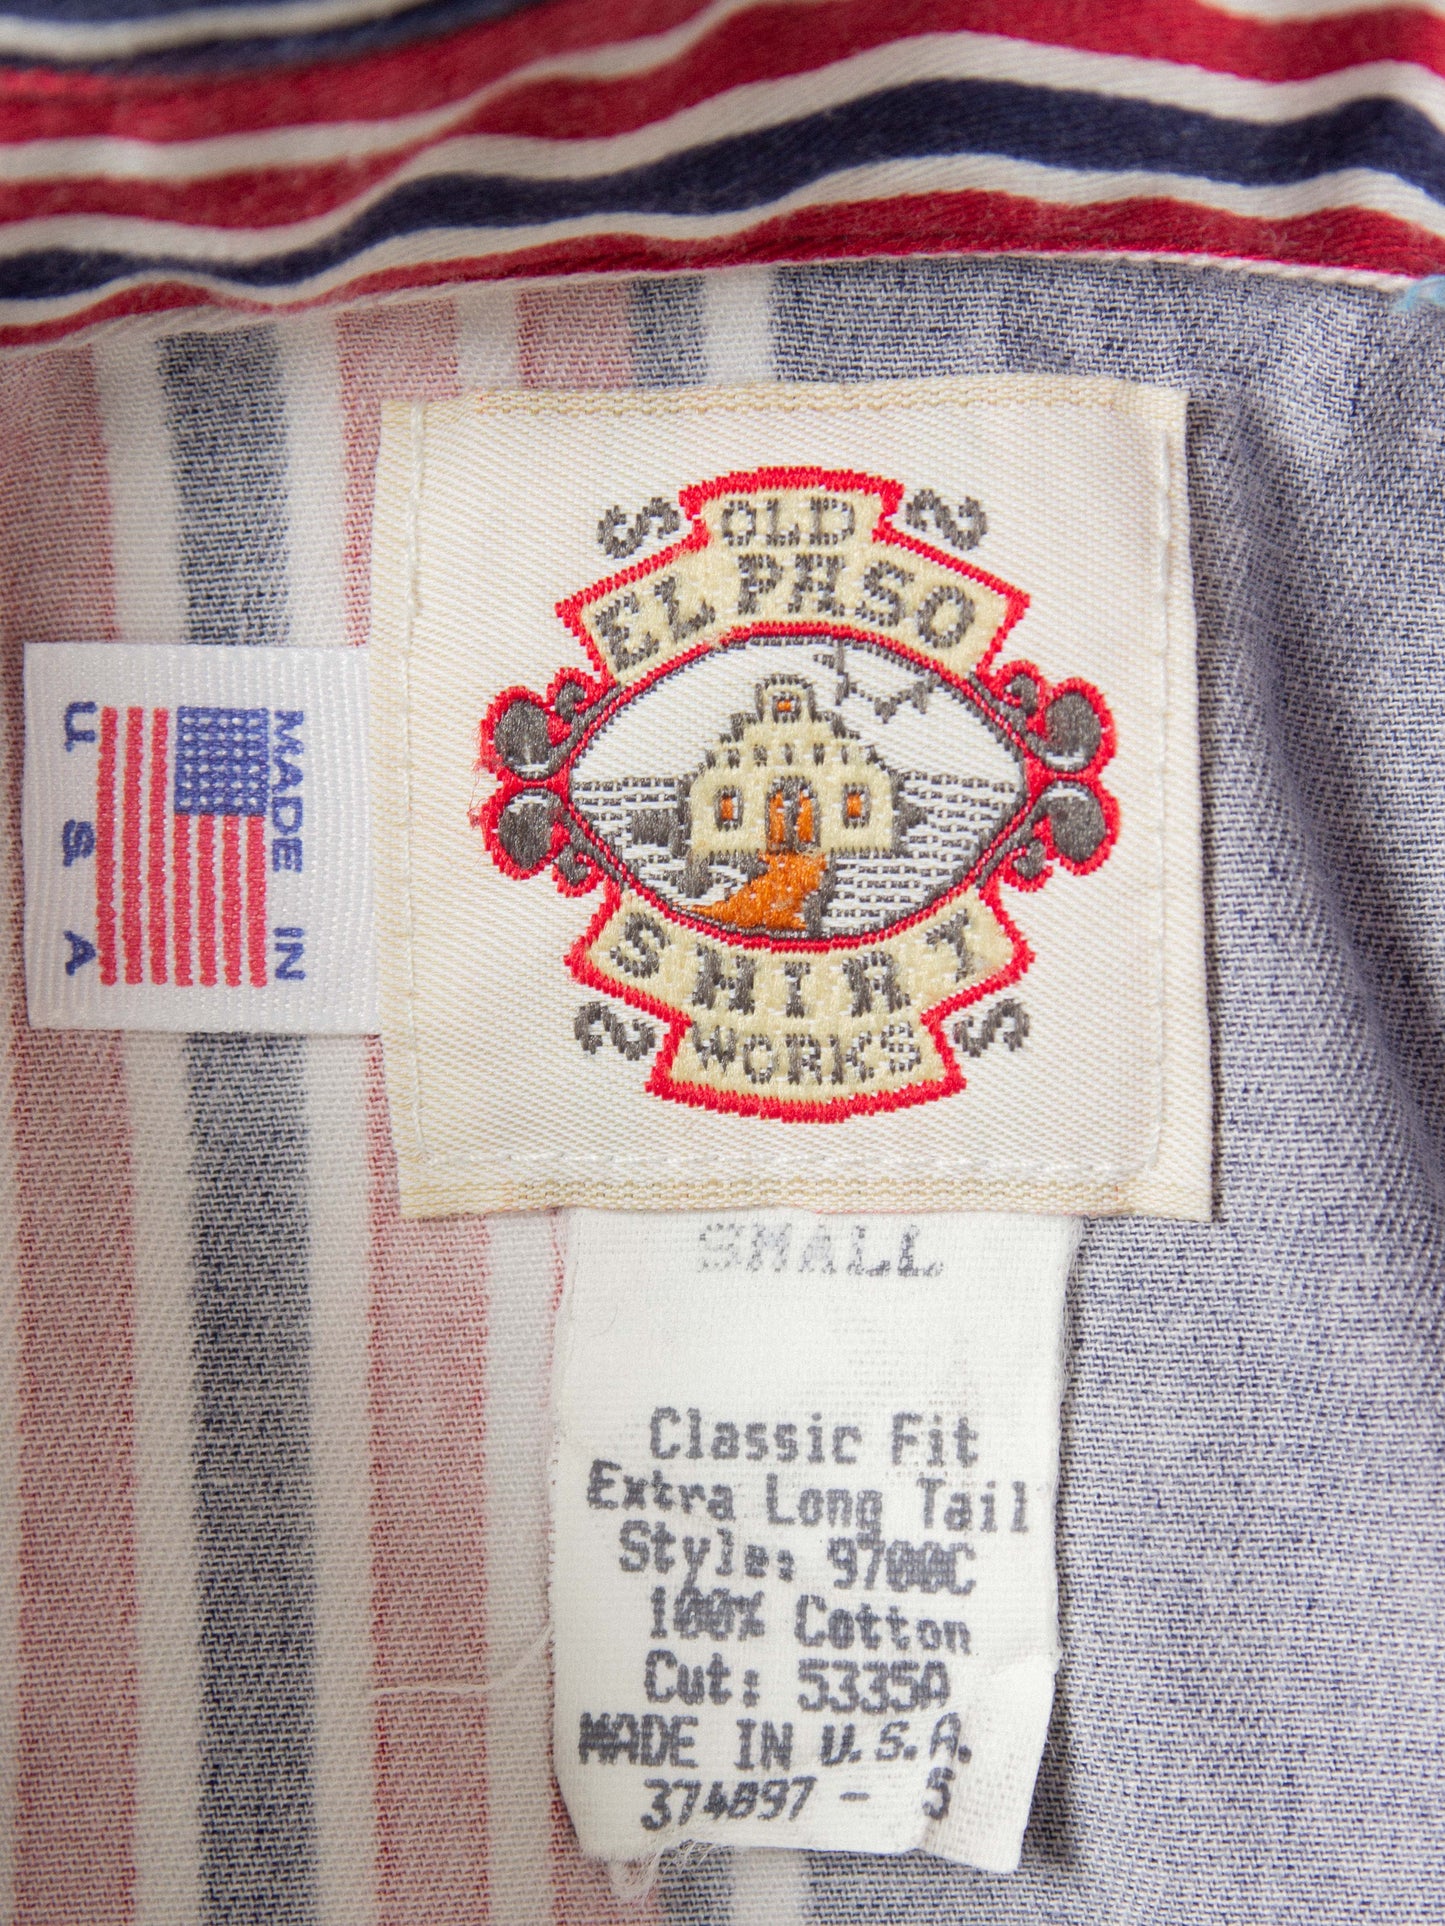 OLD
EL PASO
SHIRT
WORKS
MADE IN
U.S.A
SMALL
Classic Fit
Extra Long Tail
Style: 9700C
100% Cotton
Cut: 5335A
MADE IN U.S.A.
374897 - S